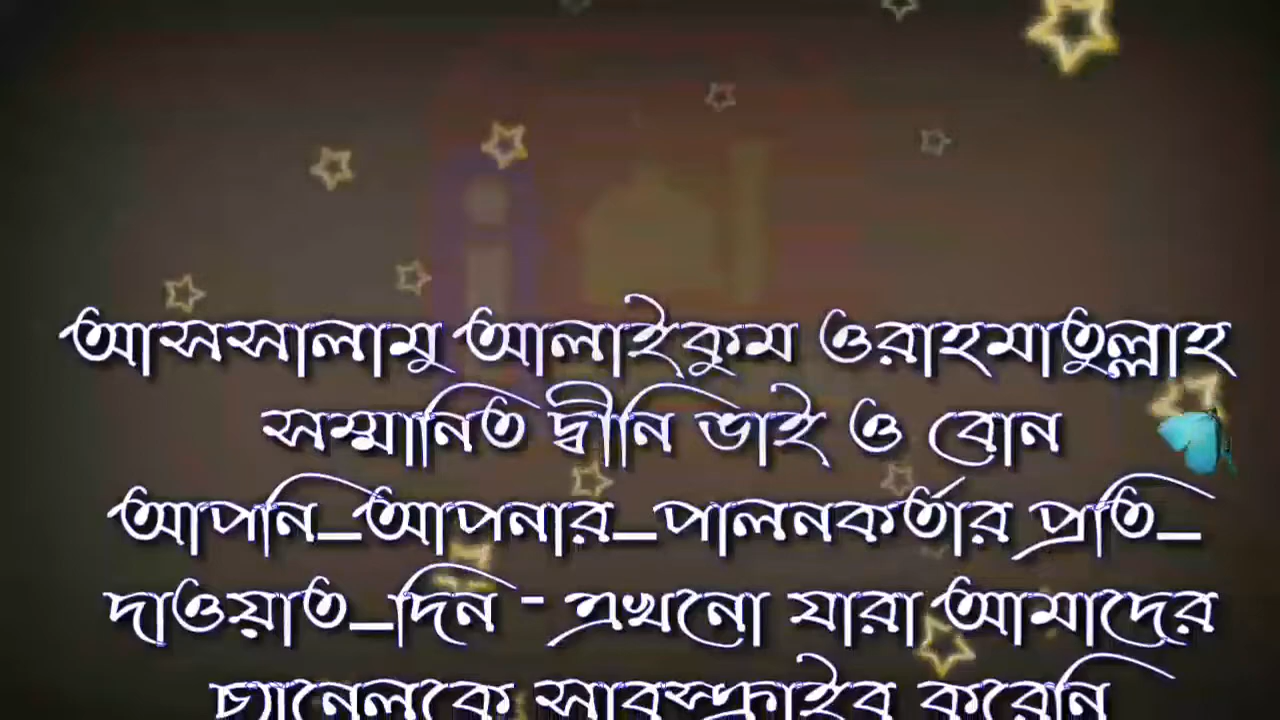 আসসালামু আলাইকুম ওরাহমাতুল্লাহ
সম্মানিত দ্বীনি ভাই ও বোন
আপনি_আপনার_পালনকর্তার প্রতি_
দাওয়াত_দিন - এখনো যারা আমাদের
চ্যানেলকে সাবস্ক্রাইব করেনি